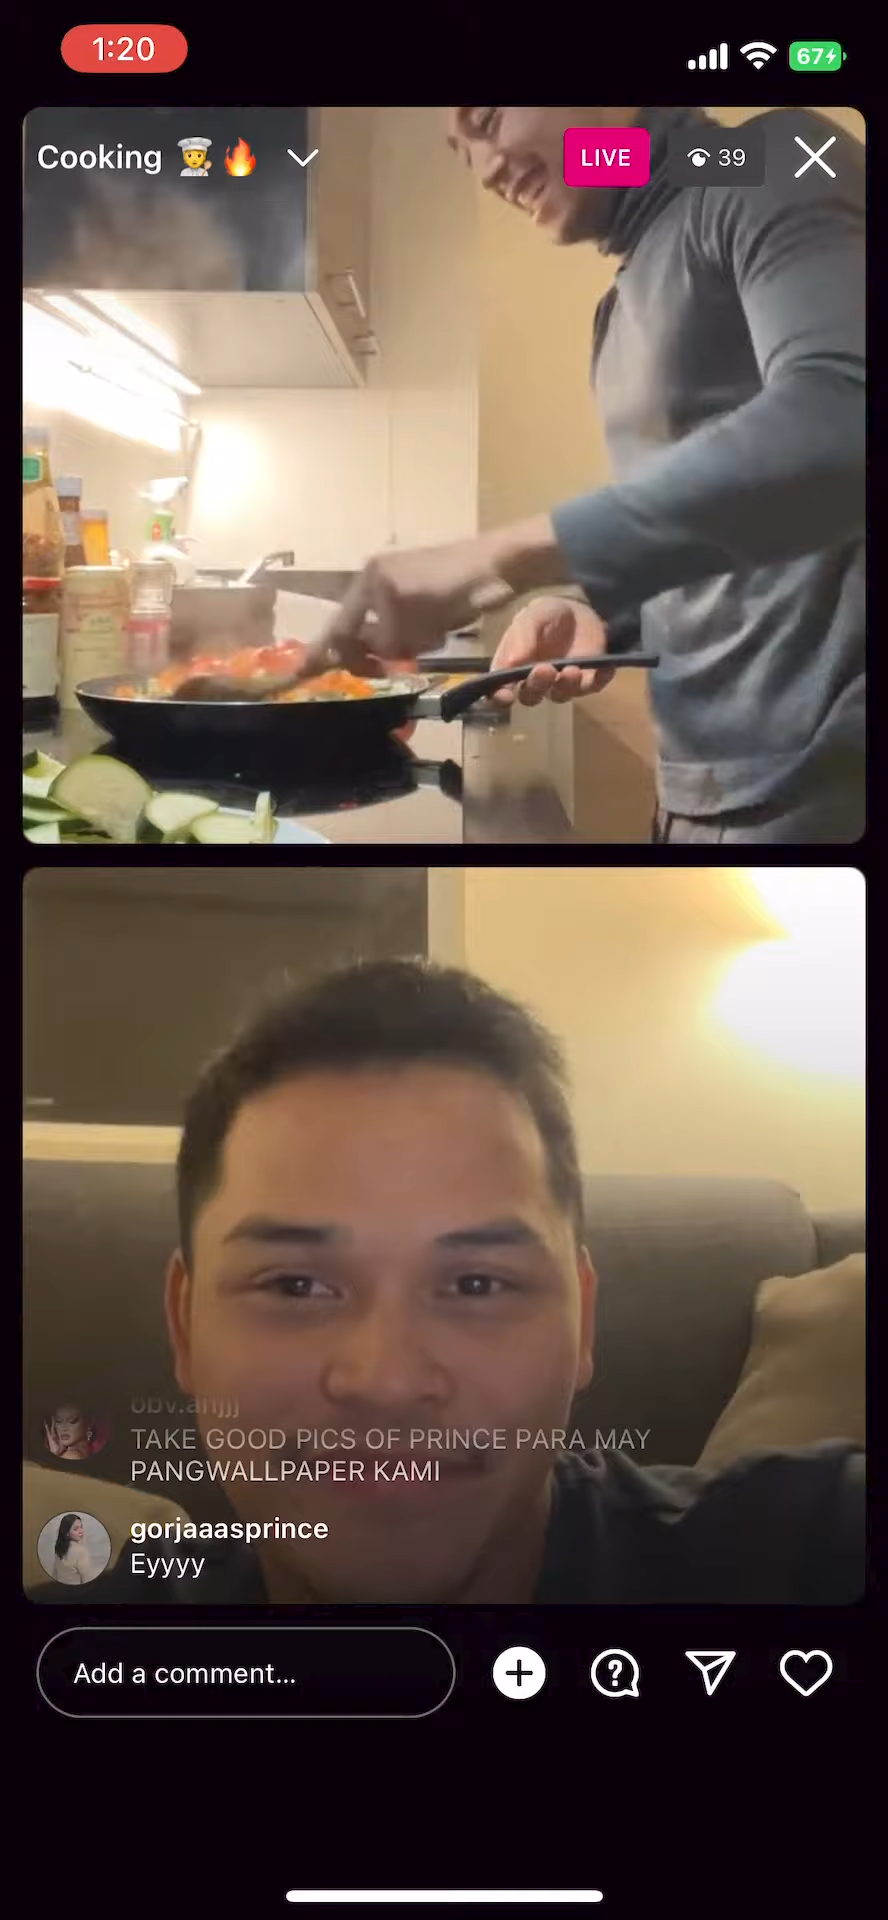 1:20
67
Cooking 🧑‍🍳🔥
LIVE
39
TAKE GOOD PICS OF PRINCE PARA MAY
PANGWALLPAPER KAMI
gorjaaasprince
Eyyyy
Add a comment...